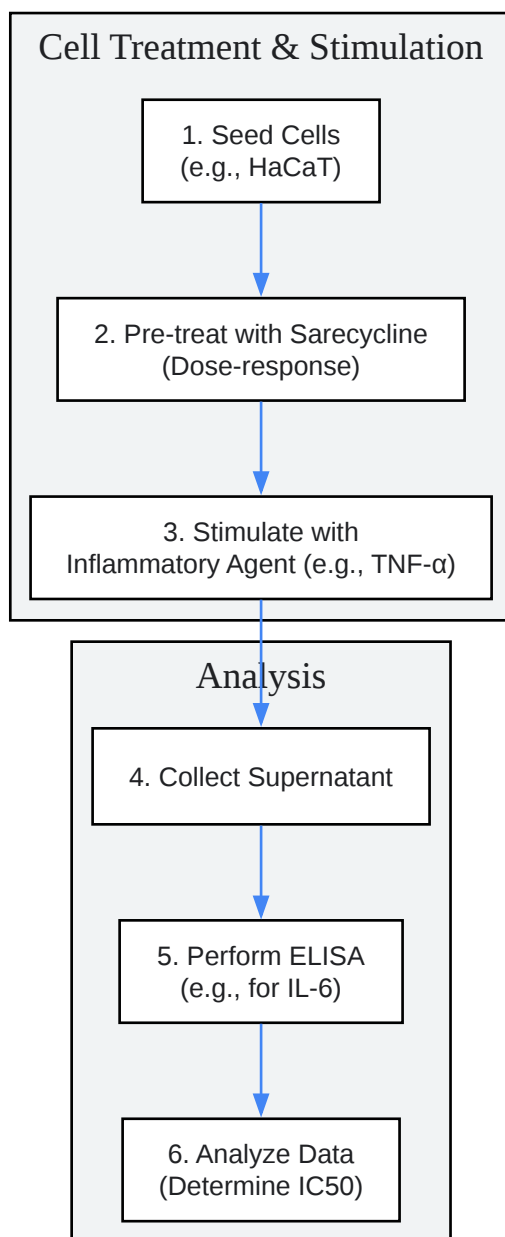 Cell Treatment & Stimulation
1. Seed Cells
(e.g., HaCaT)
2. Pre-treat with Sarecycline
(Dose-response)
3. Stimulate with
Inflammatory Agent (e.g., TNF-α)
Analysis
4. Collect Supernatant
5. Perform ELISA
(e.g., for IL-6)
6. Analyze Data
(Determine IC50)